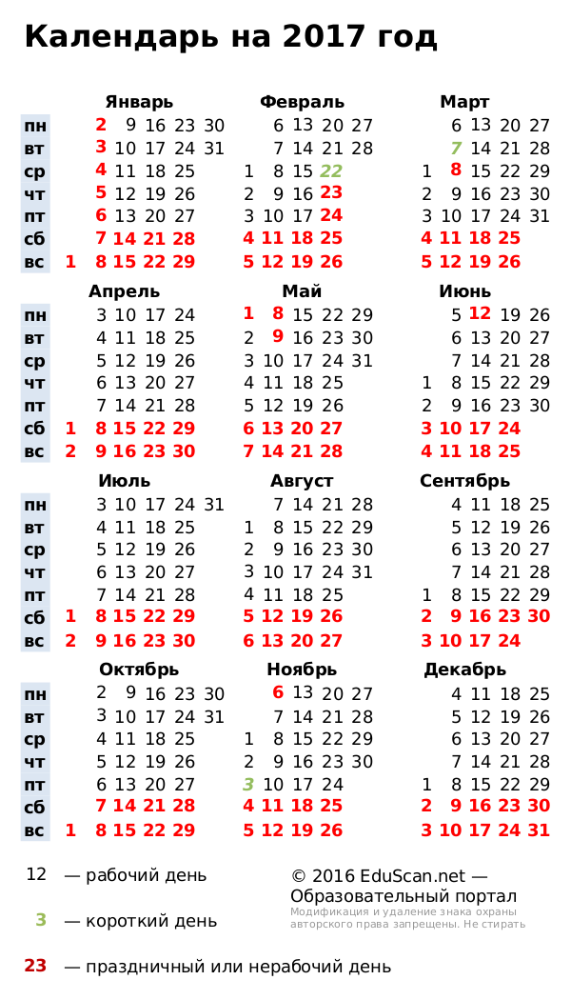 Календарь на 2017 год
Январь Февраль Март
пн 2 9 16 23 30 6 13 20 27 6 13 20 27
вт 3 10 17 24 31 7 14 21 28 7 14 21 28
ср 4 11 18 25 1 8 15 22 1 8 15 22 29
чт 5 12 19 26 2 9 16 23 2 9 16 23 30
пт 6 13 20 27 3 10 17 24 3 10 17 24 31
сб 7 14 21 28 4 11 18 25 4 11 18 25
вс 1 8 15 22 29 5 12 19 26 5 12 19 26
Апрель Май Июнь
пн 3 10 17 24 1 8 15 22 29 5 12 19 26
вт 4 11 18 25 2 9 16 23 30 6 13 20 27
ср 5 12 19 26 3 10 17 24 31 7 14 21 28
чт 6 13 20 27 4 11 18 25 1 8 15 22 29
пт 7 14 21 28 5 12 19 26 2 9 16 23 30
сб 1 8 15 22 29 6 13 20 27 3 10 17 24
вс 2 9 16 23 30 7 14 21 28 4 11 18 25
Июль Август Сентябрь
пн 3 10 17 24 31 7 14 21 28 4 11 18 25
вт 4 11 18 25 1 8 15 22 29 5 12 19 26
ср 5 12 19 26 2 9 16 23 30 6 13 20 27
чт 6 13 20 27 3 10 17 24 31 7 14 21 28
пт 7 14 21 28 4 11 18 25 1 8 15 22 29
сб 1 8 15 22 29 5 12 19 26 2 9 16 23 30
вс 2 9 16 23 30 6 13 20 27 3 10 17 24
Октябрь Ноябрь Декабрь
пн 2 9 16 23 30 6 13 20 27 4 11 18 25
вт 3 10 17 24 31 7 14 21 28 5 12 19 26
ср 4 11 18 25 1 8 15 22 29 6 13 20 27
чт 5 12 19 26 2 9 16 23 30 7 14 21 28
пт 6 13 20 27 3 10 17 24 1 8 15 22 29
сб 7 14 21 28 4 11 18 25 2 9 16 23 30
вс 1 8 15 22 29 5 12 19 26 3 10 17 24 31
12 — рабочий день
3 — короткий день
23 — праздничный или нерабочий день
© 2016 EduScan.net —
Образовательный портал
Модификация и удаление знака охраны
авторского права запрещены. Не стирать